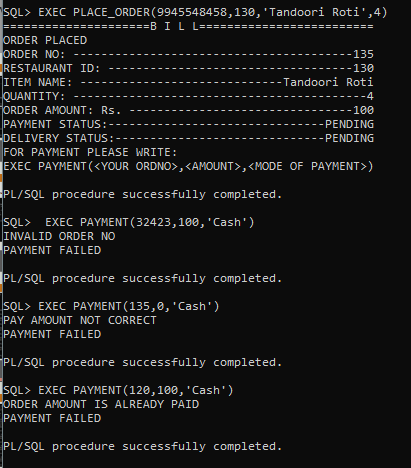 SQL> EXEC PLACE_ORDER(9945548458,130,'Tandoori Roti',4)
=====================B I L L=========================
ORDER PLACED
ORDER NO: ---------------------------------------135
RESTAURANT ID: -----------------------------------130
ITEM NAME: -----------------------------Tandoori Roti
QUANTITY: ------------------------------------------4
ORDER AMOUNT: Rs. -------------------------------100
PAYMENT STATUS:-------------------------------PENDING
DELIVERY STATUS:------------------------------PENDING
FOR PAYMENT PLEASE WRITE:
EXEC PAYMENT(<YOUR ORDNO>,<AMOUNT>,<MODE OF PAYMENT>)
PL/SQL procedure successfully completed.
SQL>  EXEC PAYMENT(32423,100,'Cash')
INVALID ORDER NO
PAYMENT FAILED
PL/SQL procedure successfully completed.
SQL> EXEC PAYMENT(135,0,'Cash')
PAY AMOUNT NOT CORRECT
PAYMENT FAILED
PL/SQL procedure successfully completed.
SQL> EXEC PAYMENT(120,100,'Cash')
ORDER AMOUNT IS ALREADY PAID
PAYMENT FAILED
PL/SQL procedure successfully completed.